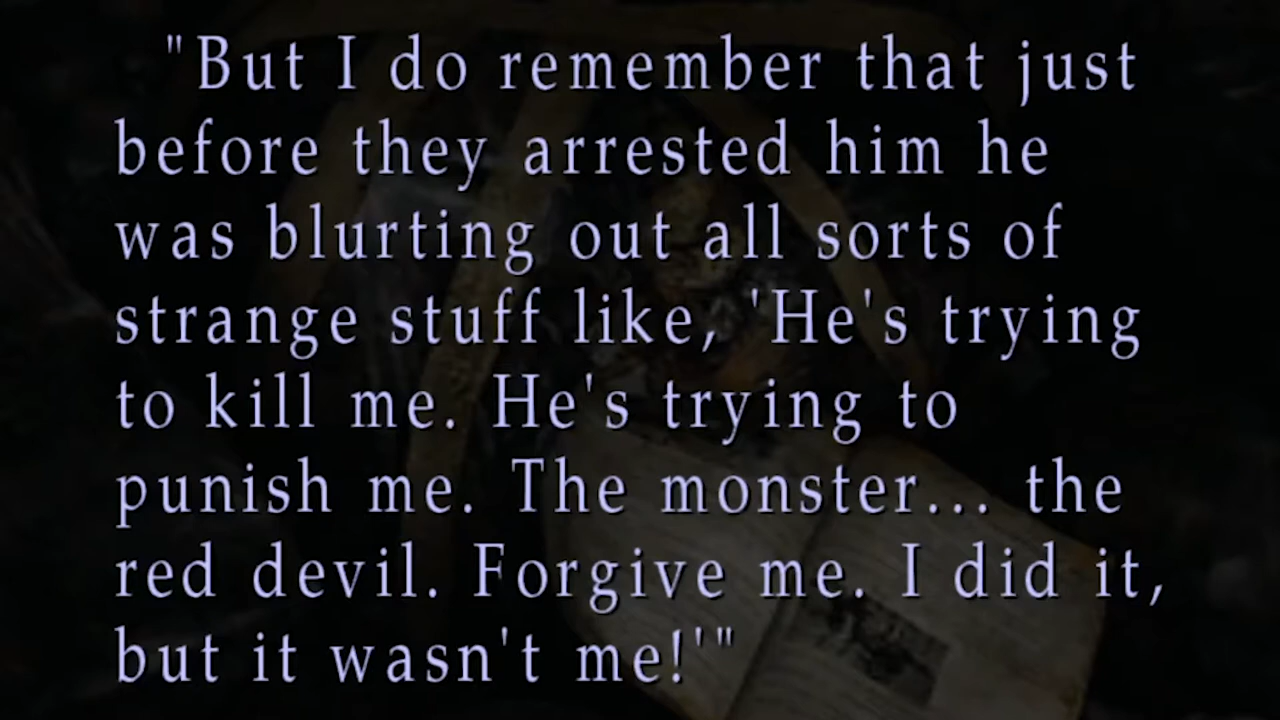 "But I do remember that just
before they arrested him he
was blurting out all sorts of
strange stuff like, 'He's trying
to kill me. He's trying to
punish me. The monster... the
red devil. Forgive me. I did it,
but it wasn't me!'"